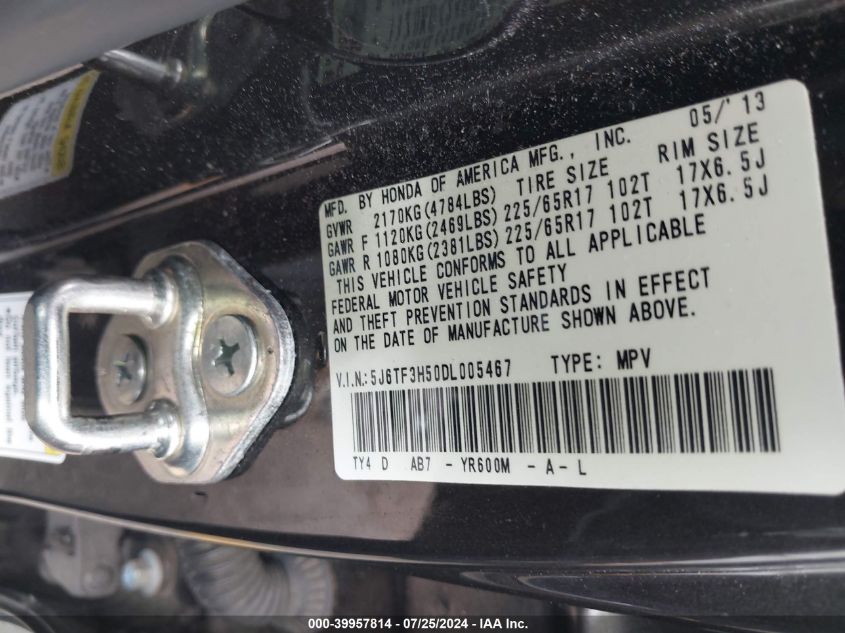 MFD. BY HONDA OF AMERICA MFG., INC. 05/'13
GVWR 2170KG(4784LBS) TIRE SIZE RIM SIZE
GAWR F 1120KG(2469LBS) 225/65R17 102T 17X6.5J
GAWR R 1080KG(2381LBS) 225/65R17 102T 17X6.5J
THIS VEHICLE CONFORMS TO ALL APPLICABLE
FEDERAL MOTOR VEHICLE SAFETY
AND THEFT PREVENTION STANDARDS IN EFFECT
ON THE DATE OF MANUFACTURE SHOWN ABOVE.
V.I.N.: 5J6TF3H50DL005467 TYPE: MPV
TY4 D AB7 - YR600M - A - L
000-39957814 / 07/25/2024 - IAA Inc.